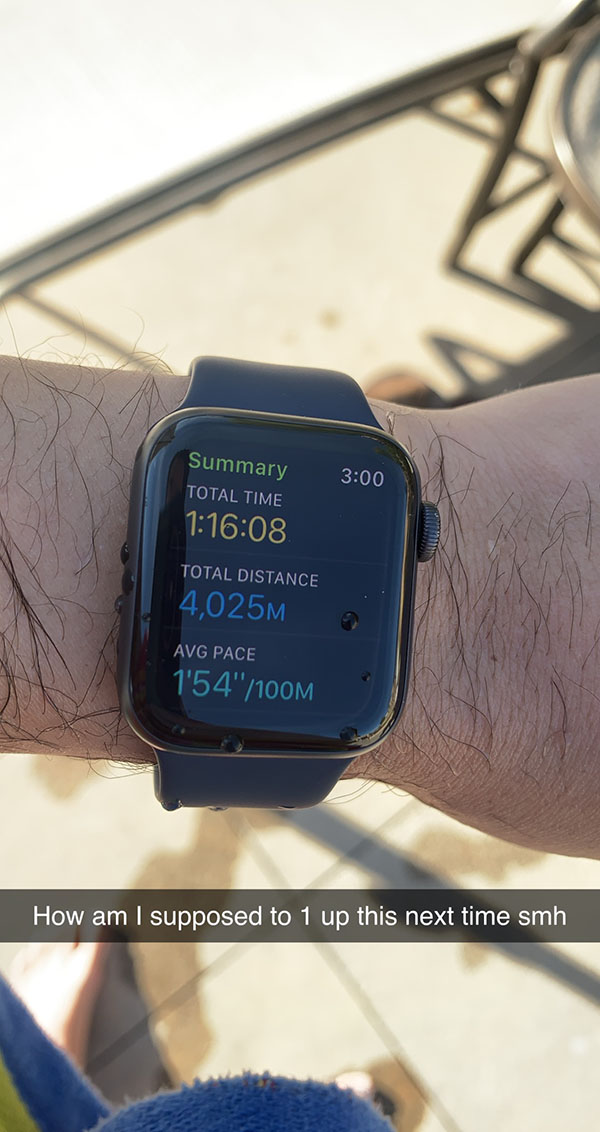 Summary
3:00
TOTAL TIME
1:16:08
TOTAL DISTANCE
4,025M
AVG PACE
1'54''/100M
How am I supposed to 1 up this next time smh